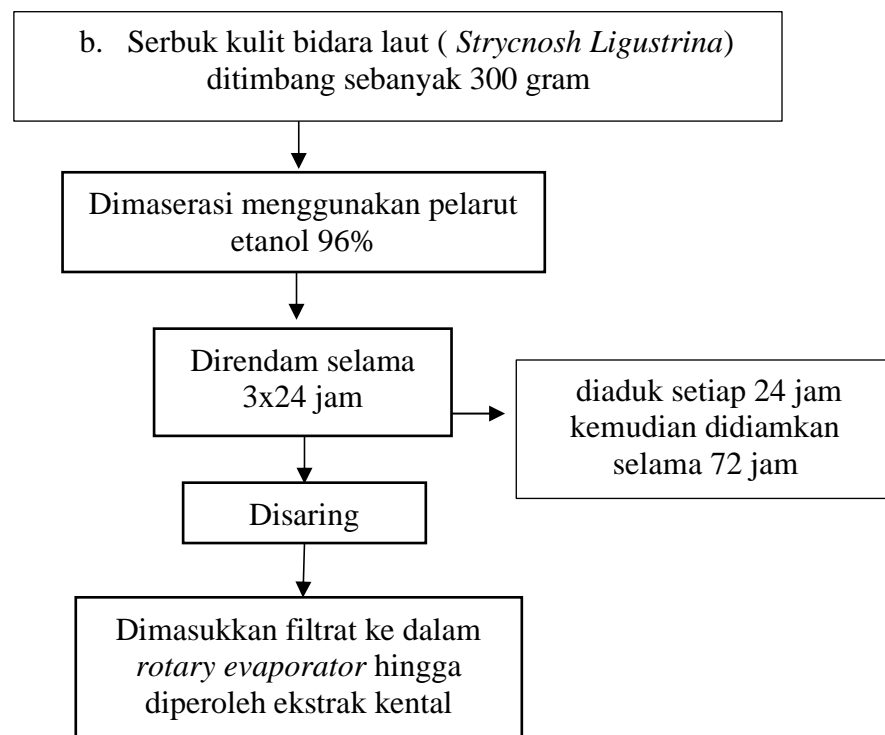 b. Serbuk kulit bidara laut ( Strycnosh Ligustrina)
ditimbang sebanyak 300 gram
Dimaserasi menggunakan pelarut
etanol 96%
Direndam selama
3x24 jam
diaduk setiap 24 jam
kemudian didiamkan
selama 72 jam
Disaring
Dimasukkan filtrat ke dalam
rotary evaporator hingga
diperoleh ekstrak kental